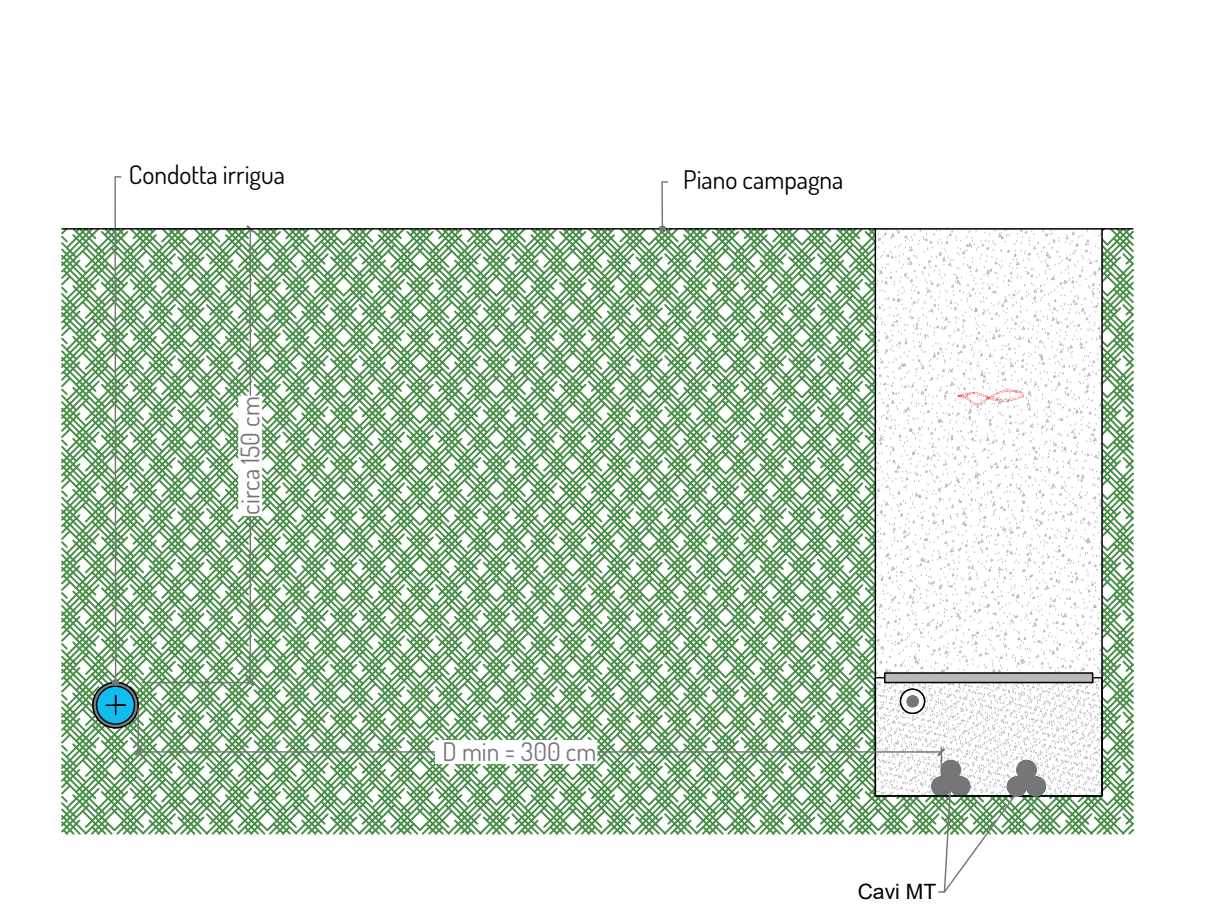 Condotta irrigua
Piano campagna
circa 150 cm
D min = 300 cm
Cavi MT